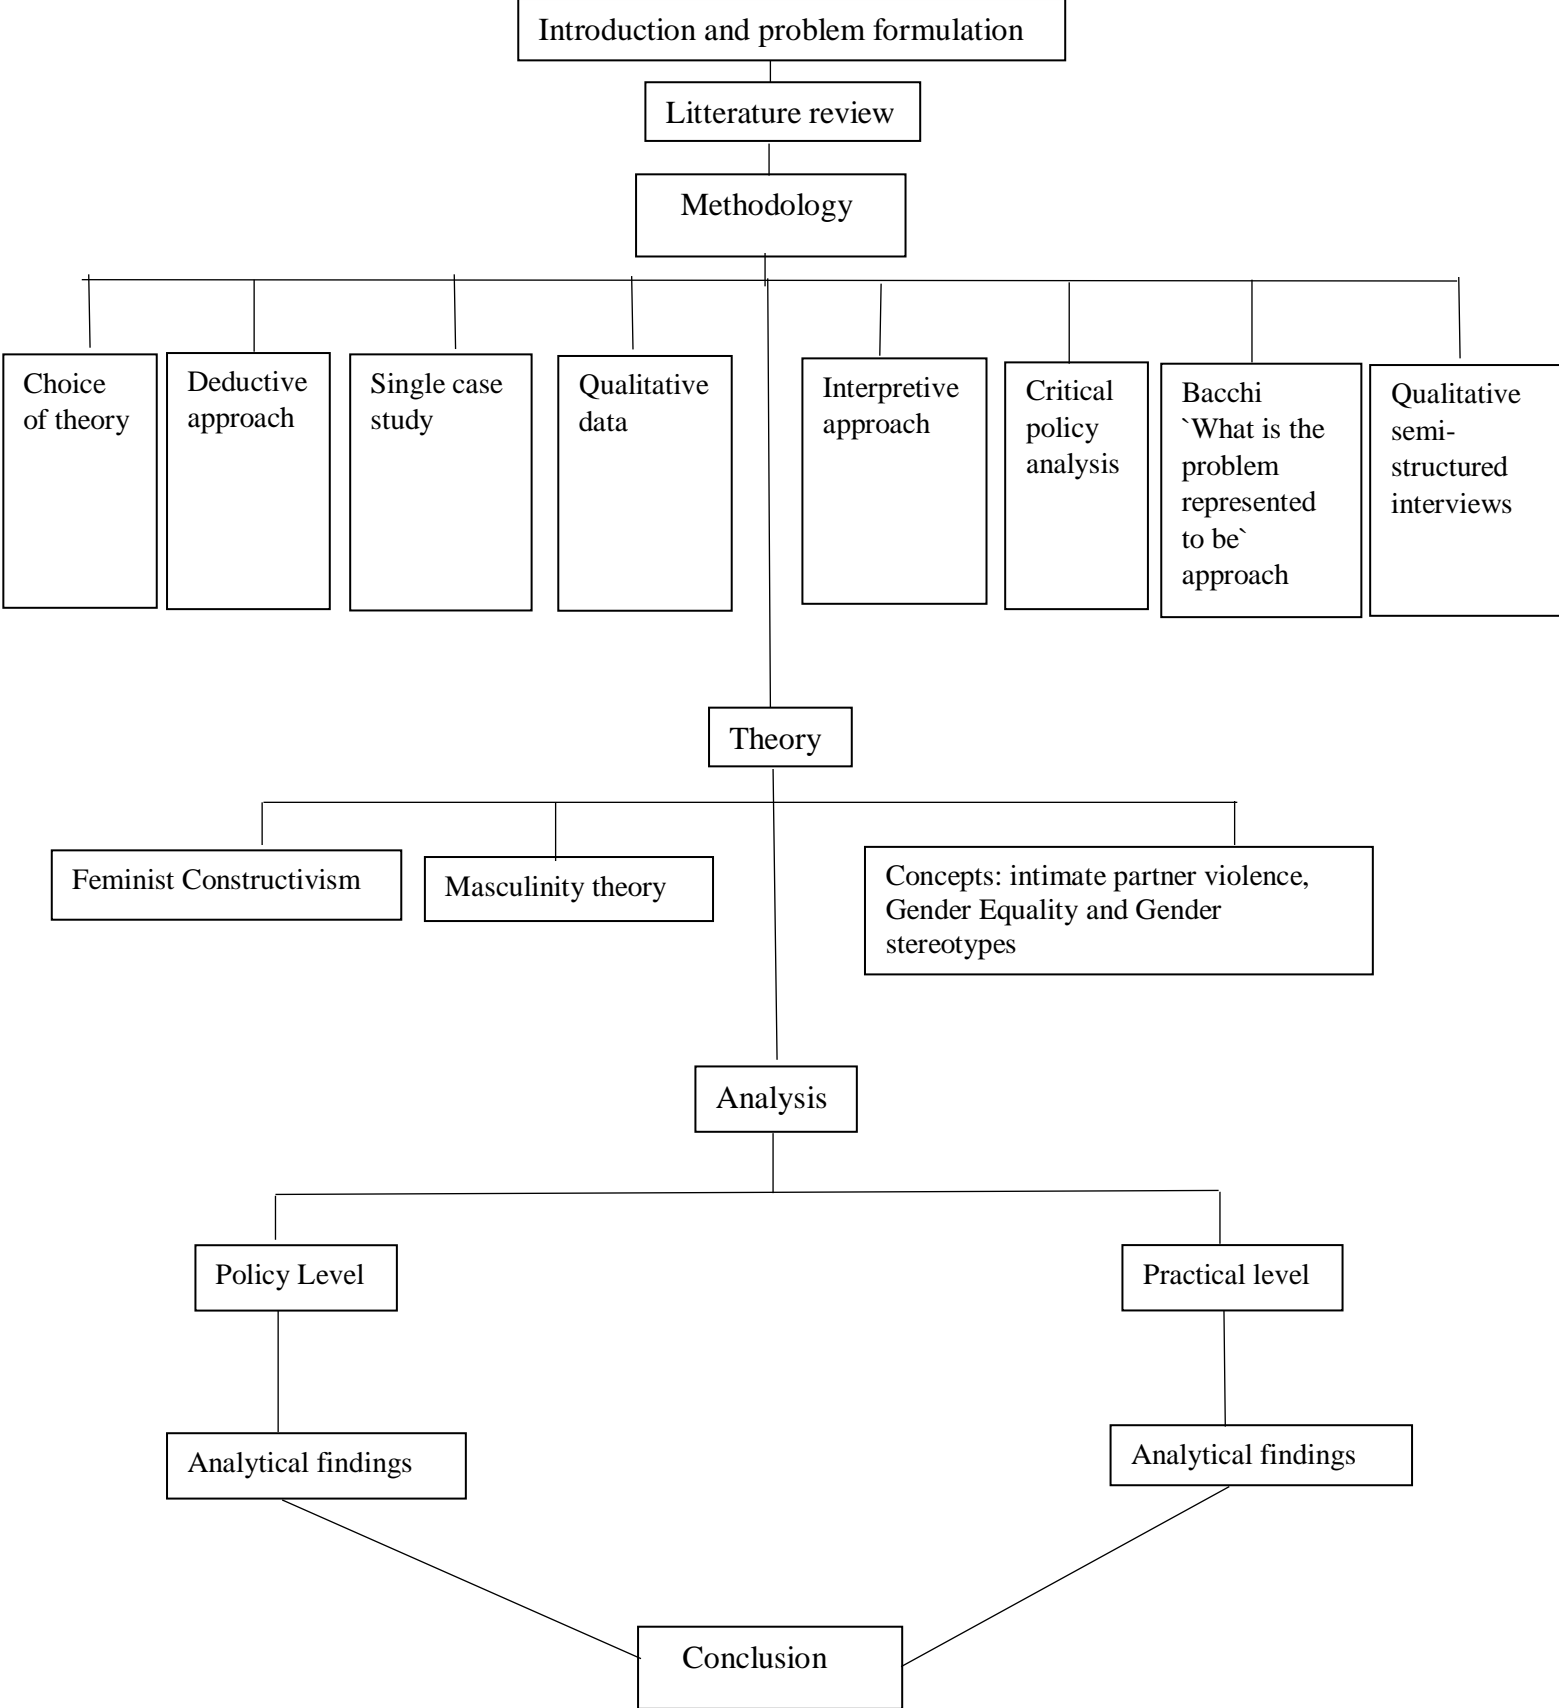 Introduction and problem formulation
Litterature review
Methodology
Choice
of theory
Deductive
approach
Single case
study
Qualitative
data
Interpretive
approach
Critical
policy
analysis
Bacchi
`What is the
problem
represented
to be`
approach
Qualitative
semi-
structured
interviews
Theory
Feminist Constructivism
Masculinity theory
Concepts: intimate partner violence,
Gender Equality and Gender
stereotypes
Analysis
Policy Level
Practical level
Analytical findings
Analytical findings
Conclusion